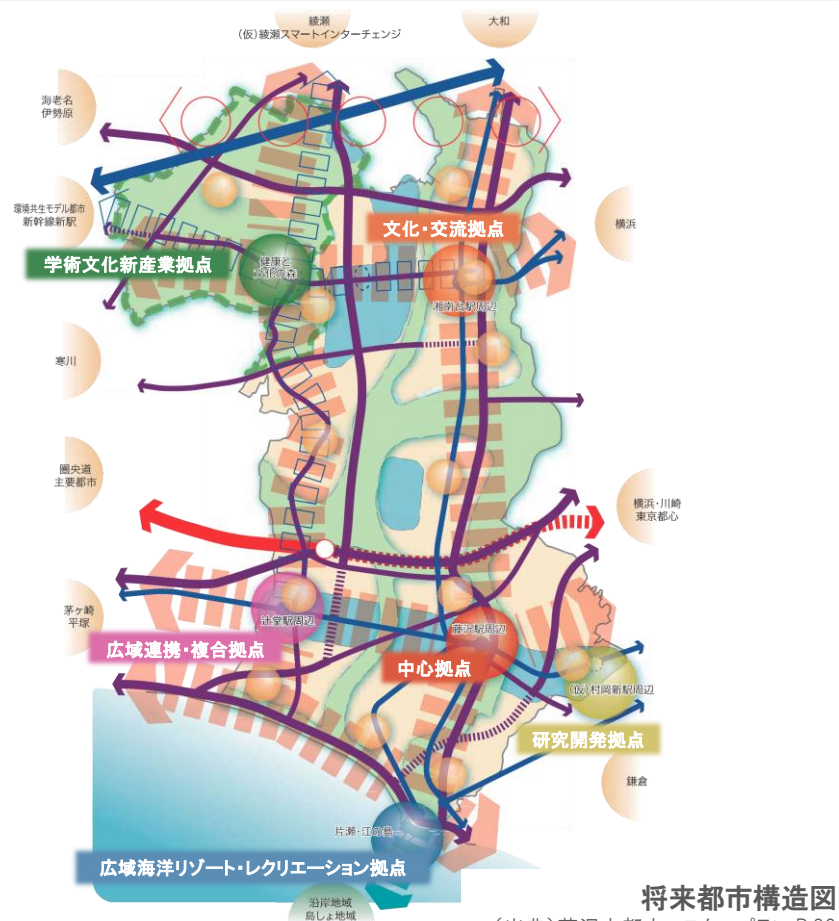 綾瀬
(仮)綾瀬スマートインターチェンジ
大和
海老名
伊勢原
環境共生モデル都市
新幹線新駅
横浜
文化・交流拠点
学術文化新産業拠点
健康と
文化の森
湘南台駅周辺
寒川
圏央道
主要都市
横浜・川崎
東京都心
茅ヶ崎
平塚
辻堂駅周辺
藤沢駅周辺
広域連携・複合拠点
中心拠点
(仮)村岡新駅周辺
研究開発拠点
鎌倉
片瀬・江の島
広域海洋リゾート・レクリエーション拠点
沿岸地域
島しょ地域
将来都市構造図